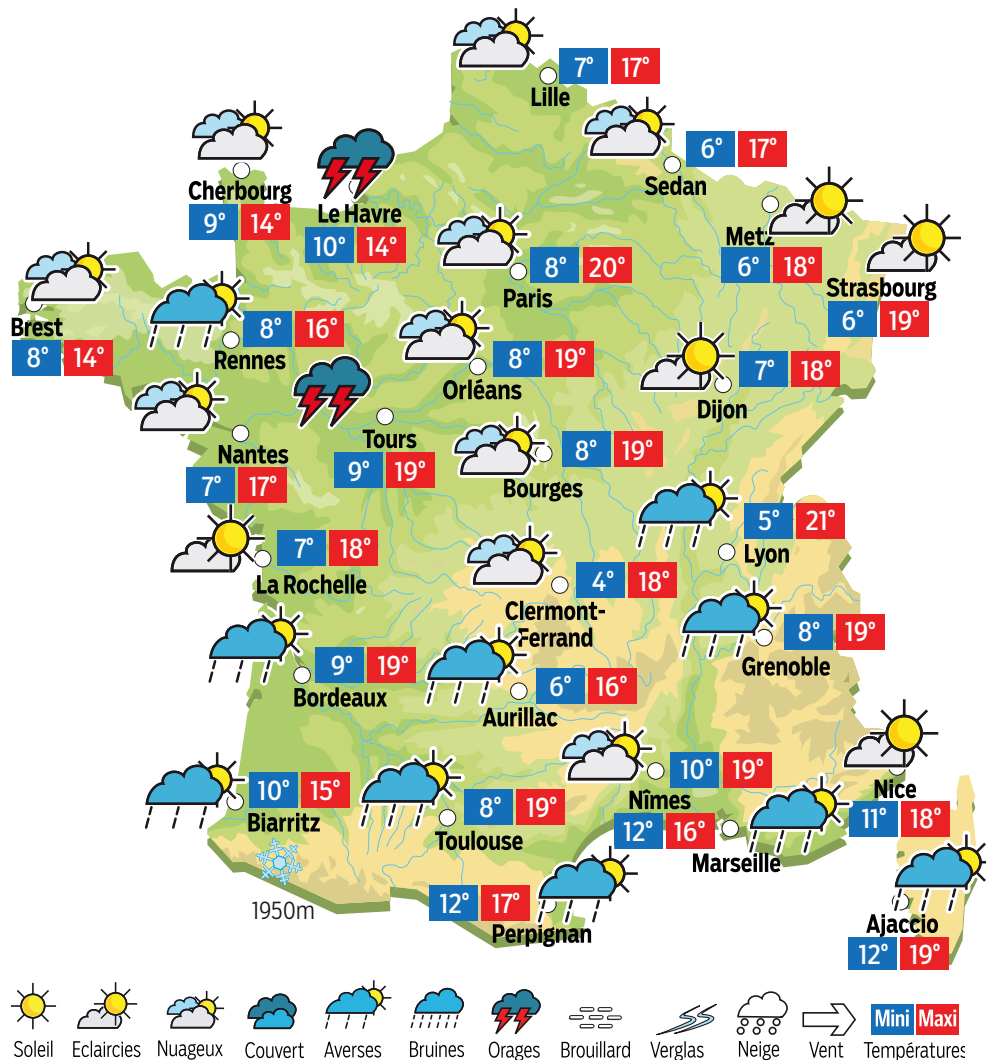 7° 17°
Lille
6° 17°
Sedan
Cherbourg
9° 14°
Le Havre
10° 14°
Metz
6° 18°
Strasbourg
6° 19°
8° 20°
Paris
Brest
8° 14°
8° 16°
Rennes
8° 19°
Orléans
7° 18°
Dijon
Nantes
7° 17°
Tours
9° 19°
8° 19°
Bourges
5° 21°
Lyon
7° 18°
La Rochelle
4° 18°
Clermont-
Ferrand
8° 19°
Grenoble
9° 19°
Bordeaux
6° 16°
Aurillac
10° 15°
Biarritz
8° 19°
Toulouse
10° 19°
Nîmes
12° 16°
Marseille
Nice
11° 18°
1950m
12° 17°
Perpignan
Ajaccio
12° 19°
Mini Maxi
Soleil Eclaircies Nuageux Couvert Averses Bruines Orages Brouillard Verglas Neige Vent Températures